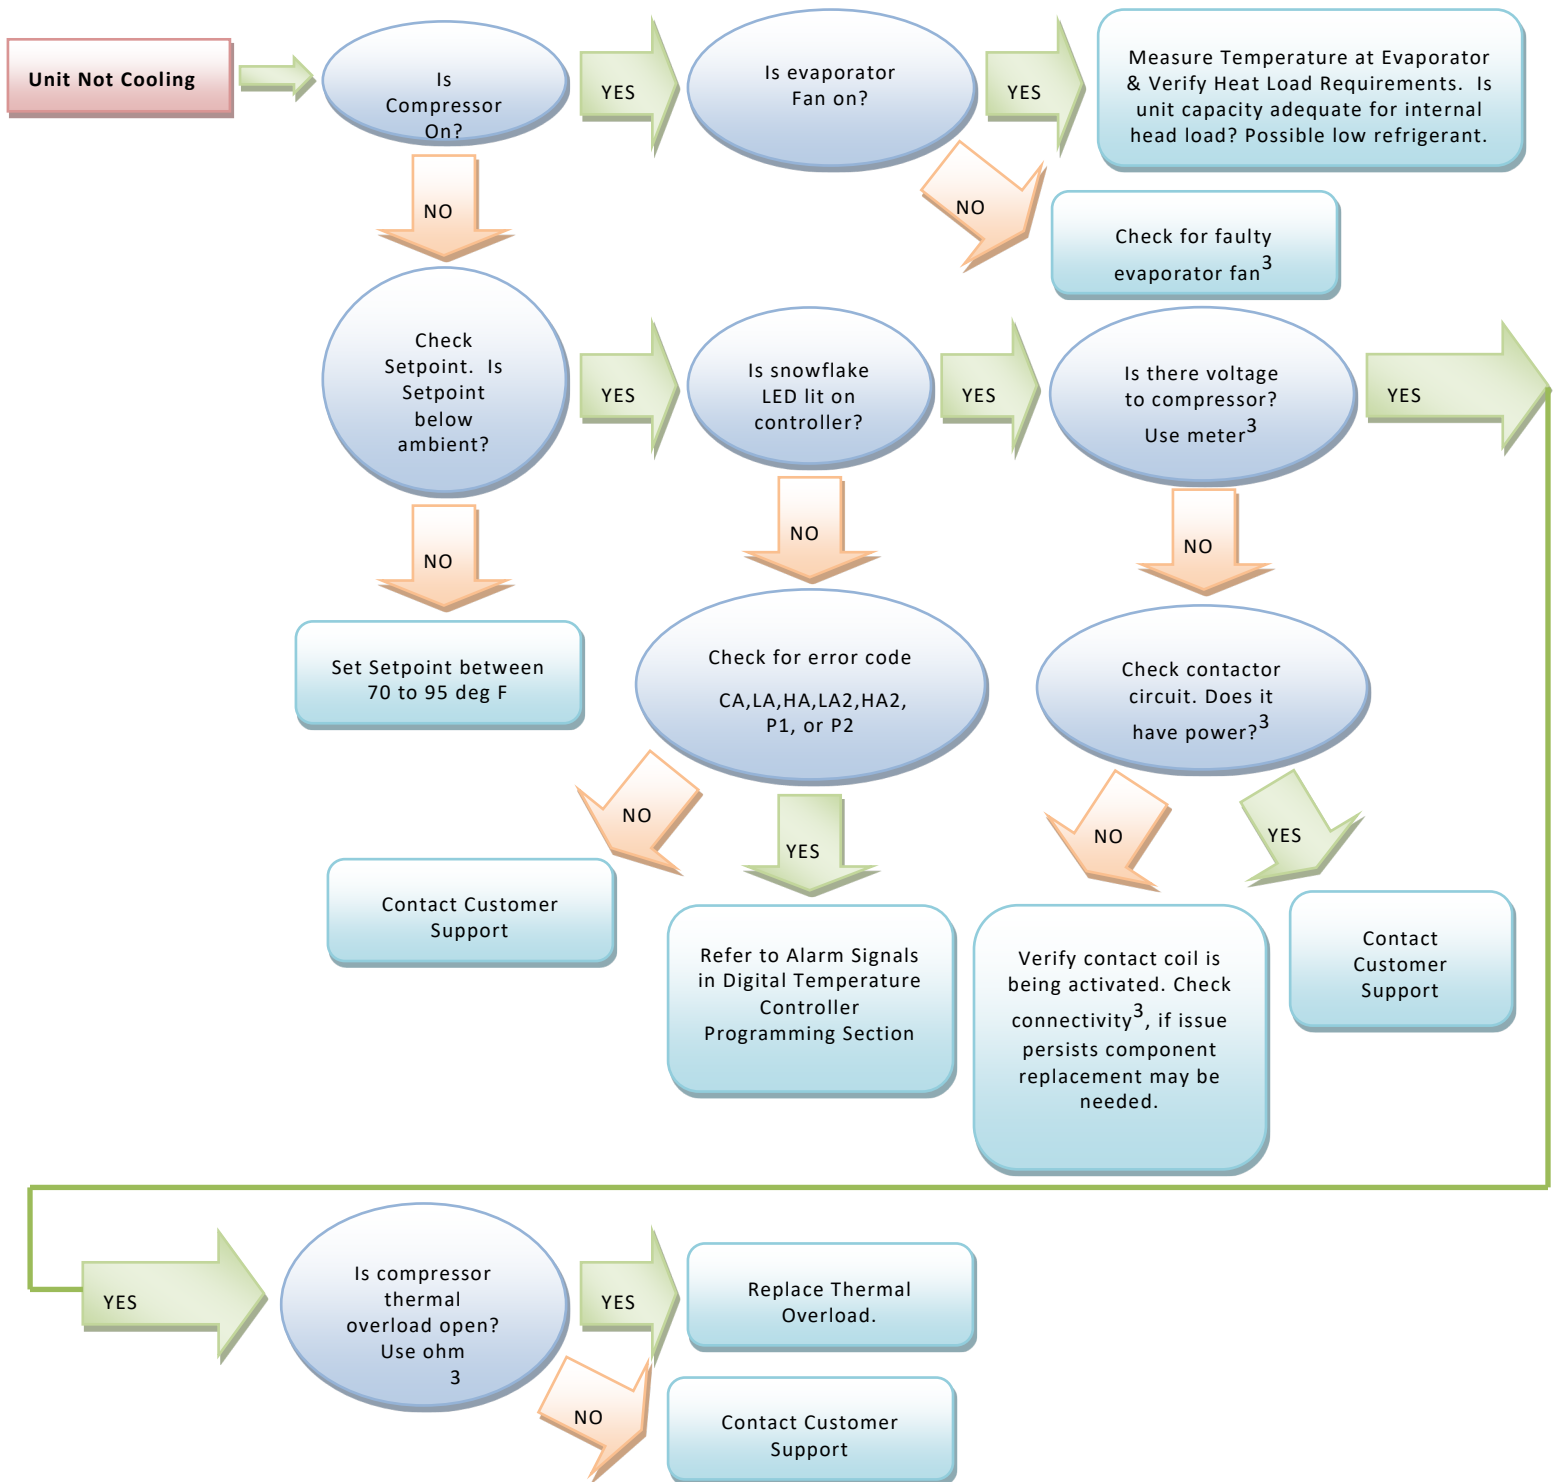 Unit Not Cooling
Is
Compressor
On?
YES
Is evaporator
Fan on?
YES
Measure Temperature at Evaporator
& Verify Heat Load Requirements. Is
unit capacity adequate for internal
head load? Possible low refrigerant.
NO
NO
Check for faulty
evaporator fan3
Check
Setpoint. Is
Setpoint
below
ambient?
YES
Is snowflake
LED lit on
controller?
YES
Is there voltage
to compressor?
Use meter3
YES
NO
NO
NO
Set Setpoint between
70 to 95 deg F
Check for error code
CA,LA,HA,LA2,HA2,
P1, or P2
Check contactor
circuit. Does it
have power?3
NO
YES
NO
YES
Contact Customer
Support
Refer to Alarm Signals
in Digital Temperature
Controller
Programming Section
Verify contact coil is
being activated. Check
connectivity3, if issue
persists component
replacement may be
needed.
Contact
Customer
Support
YES
Is compressor
thermal
overload open?
Use ohm
3
YES
Replace Thermal
Overload.
NO
Contact Customer
Support